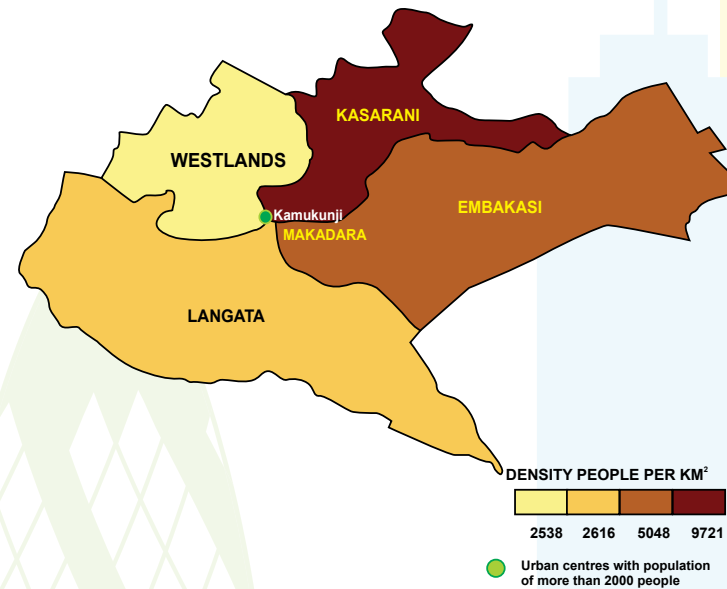 KASARANI
WESTLANDS
EMBAKASI
Kamukunji
MAKADARA
LANGATA
DENSITY PEOPLE PER KM²
2538 2616 5048 9721
Urban centres with population
of more than 2000 people